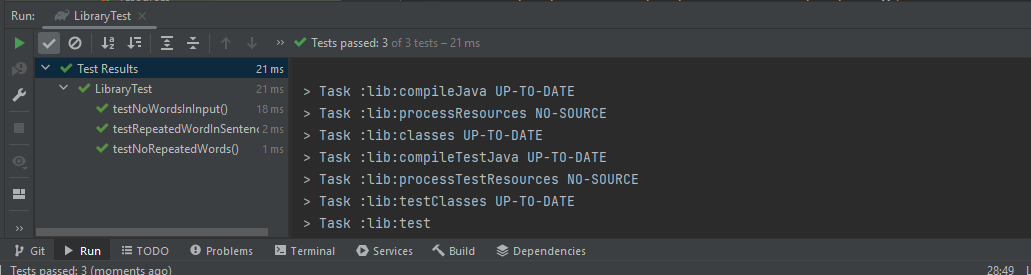 Run: LibraryTest
Tests passed: 3 of 3 tests – 21 ms
Test Results 21 ms
LibraryTest 21 ms
testNoWordsInInput() 18 ms
testRepeatedWordInSentenc 2 ms
testNoRepeatedWords() 1 ms
> Task :lib:compileJava UP-TO-DATE
> Task :lib:processResources NO-SOURCE
> Task :lib:classes UP-TO-DATE
> Task :lib:compileTestJava UP-TO-DATE
> Task :lib:processTestResources NO-SOURCE
> Task :lib:testClasses UP-TO-DATE
> Task :lib:test
Git Run TODO Problems Terminal Services Build Dependencies
Tests passed: 3 (moments ago) 28:49